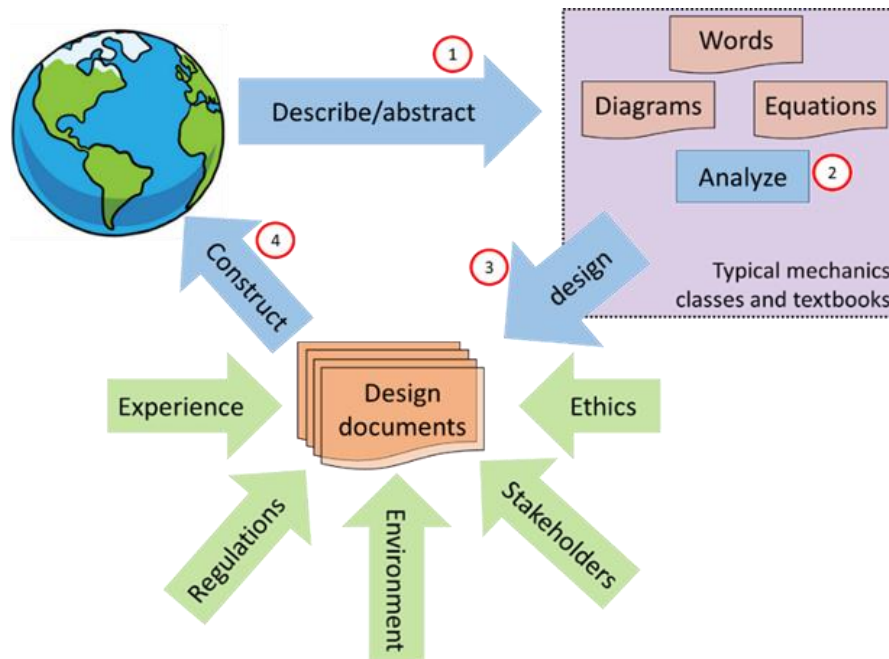 1
Describe/abstract
Words
Diagrams
Equations
Analyze
2
3
design
Typical mechanics
classes and textbooks
4
Construct
Design
documents
Experience
Ethics
Regulations
Environment
Stakeholders